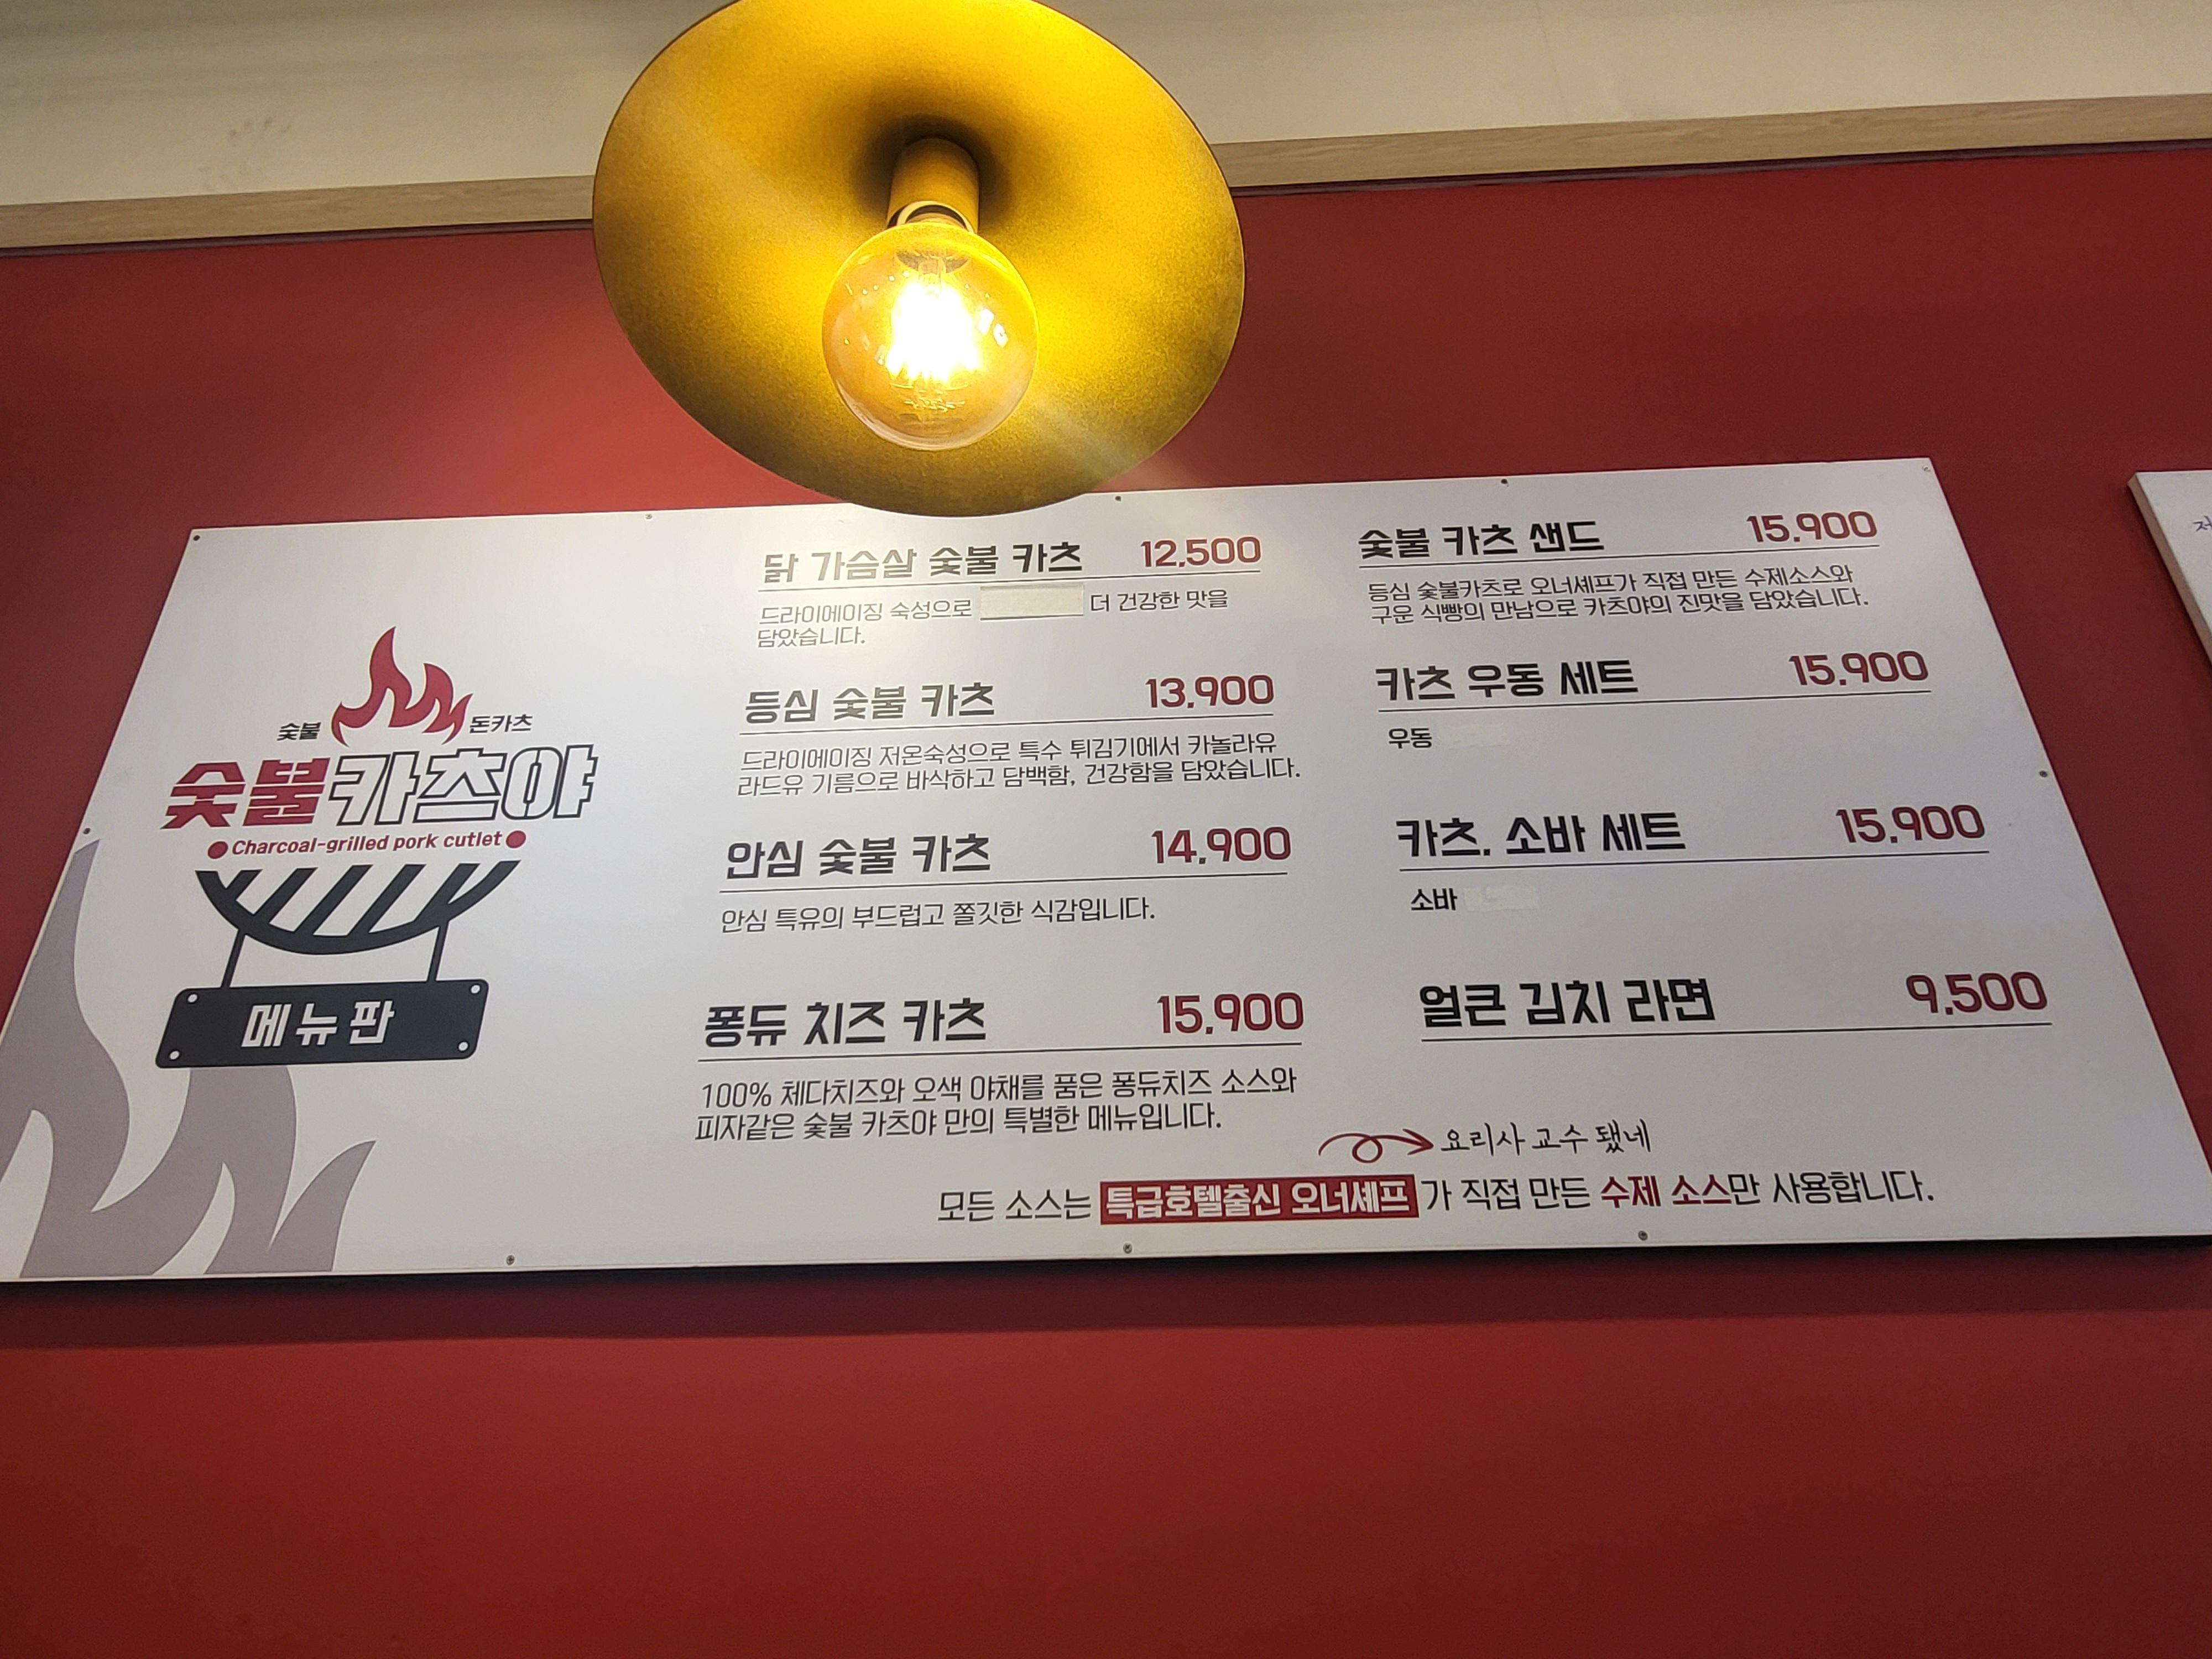 숯불 돈카츠
숯불카츠야
Charcoal-grilled pork cutlet
메뉴판
닭 가슴살 숯불 카츠 12,500
드라이에이징 숙성으로 더 건강한 맛을
담았습니다.
등심 숯불 카츠 13,900
드라이에이징 저온숙성으로 특수 튀김기에서 카놀라유
라드유 기름으로 바삭하고 담백함, 건강함을 담았습니다.
안심 숯불 카츠 14,900
안심 특유의 부드럽고 쫄깃한 식감입니다.
퐁듀 치즈 카츠 15,900
100% 체다치즈와 오색 야채를 품은 퐁듀치즈 소스와
피자같은 숯불 카츠야 만의 특별한 메뉴입니다.
숯불 카츠 샌드 15,900
등심 숯불카츠로 오너셰프가 직접 만든 수제소스와
구운 식빵의 만남으로 카츠야의 진맛을 담았습니다.
카츠 우동 세트 15,900
우동
카츠. 소바 세트 15,900
소바
얼큰 김치 라면 9,500
요리사 교수 됐네
모든 소스는 특급호텔출신 오너셰프가 직접 만든 수제 소스만 사용합니다.